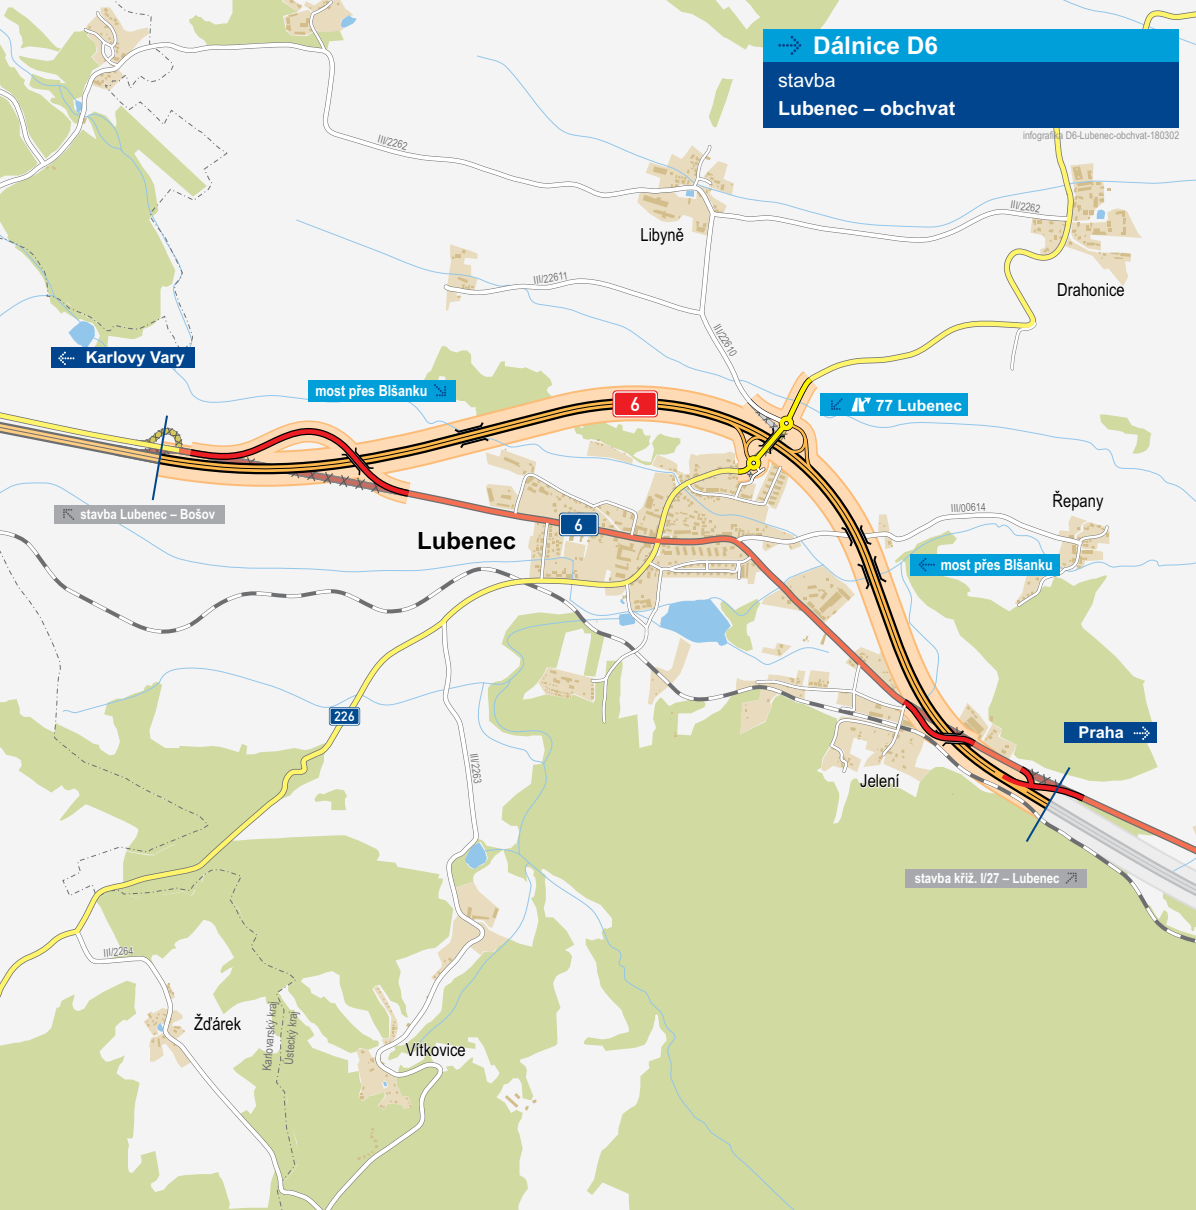 Dálnice D6
stavba
Lubenec – obchvat
infografika D6-Lubenec-obchvat-180302
III/2262
III/2262
Libyně
III/22611
Drahonice
III/22610
Karlovy Vary
most přes Blšanku
6
77 Lubenec
stavba Lubenec – Bošov
6
Lubenec
III/00614
Řepany
most přes Blšanku
226
Praha
III/2263
Jelení
stavba křiž. I/27 – Lubenec
III/2264
Žďárek
Karlovarský kraj
Ústecký kraj
Vítkovice